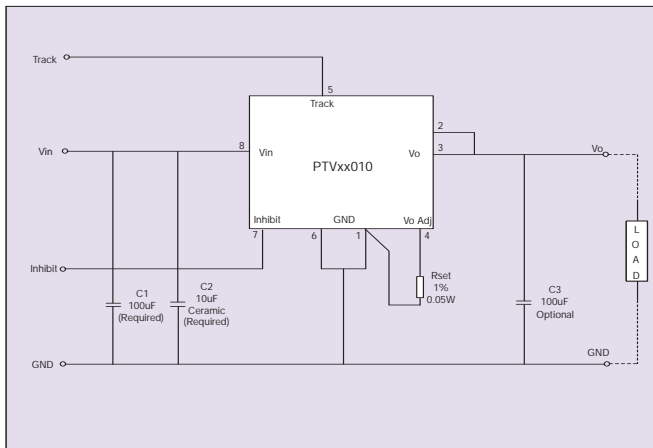 Track
5
Track
2
8
3
Vin
Vin
Vo
Vo
PTVxx010
Inhibit
GND
Vo Adj
7
6
1
4
L
O
A
D
Inhibit
Rset
1%
0.05W
C1
100uF
(Required)
C2
10uF
Ceramic
(Required)
C3
100uF
Optional
GND
GND